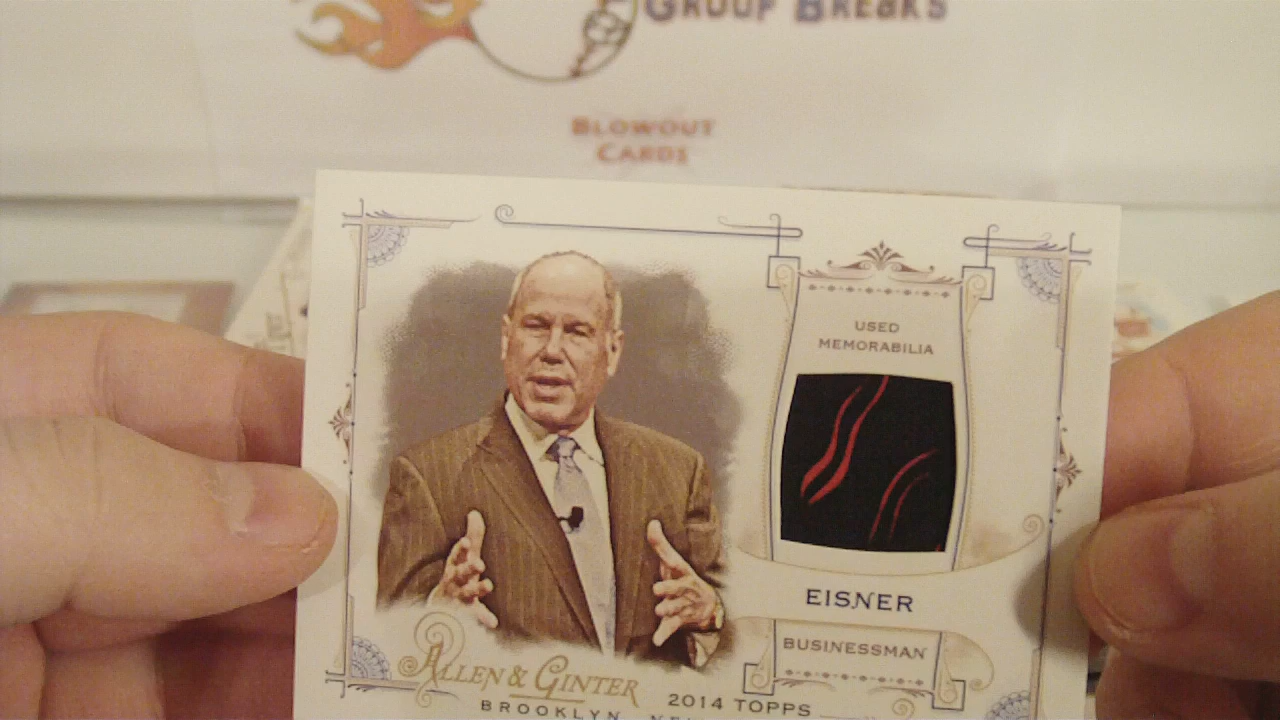 GROUP BREAKS
BLOWOUT
CARDS
USED
MEMORABILIA
EISNER
BUSINESSMAN
ALLEN & GINTER
2014 TOPPS
BROOKLYN